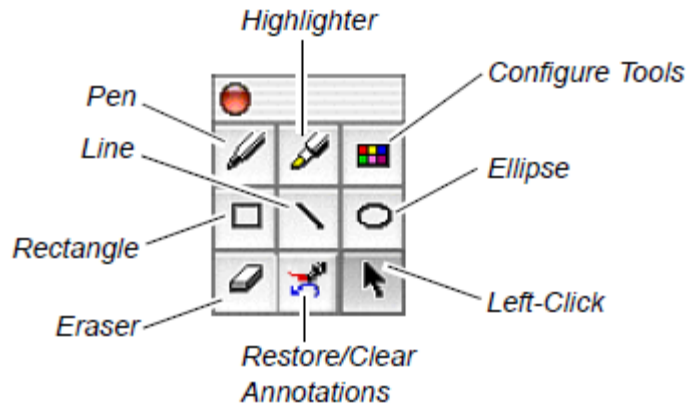 Highlighter
Configure Tools
Pen
Line
Ellipse
Rectangle
Left-Click
Eraser
Restore/Clear
Annotations